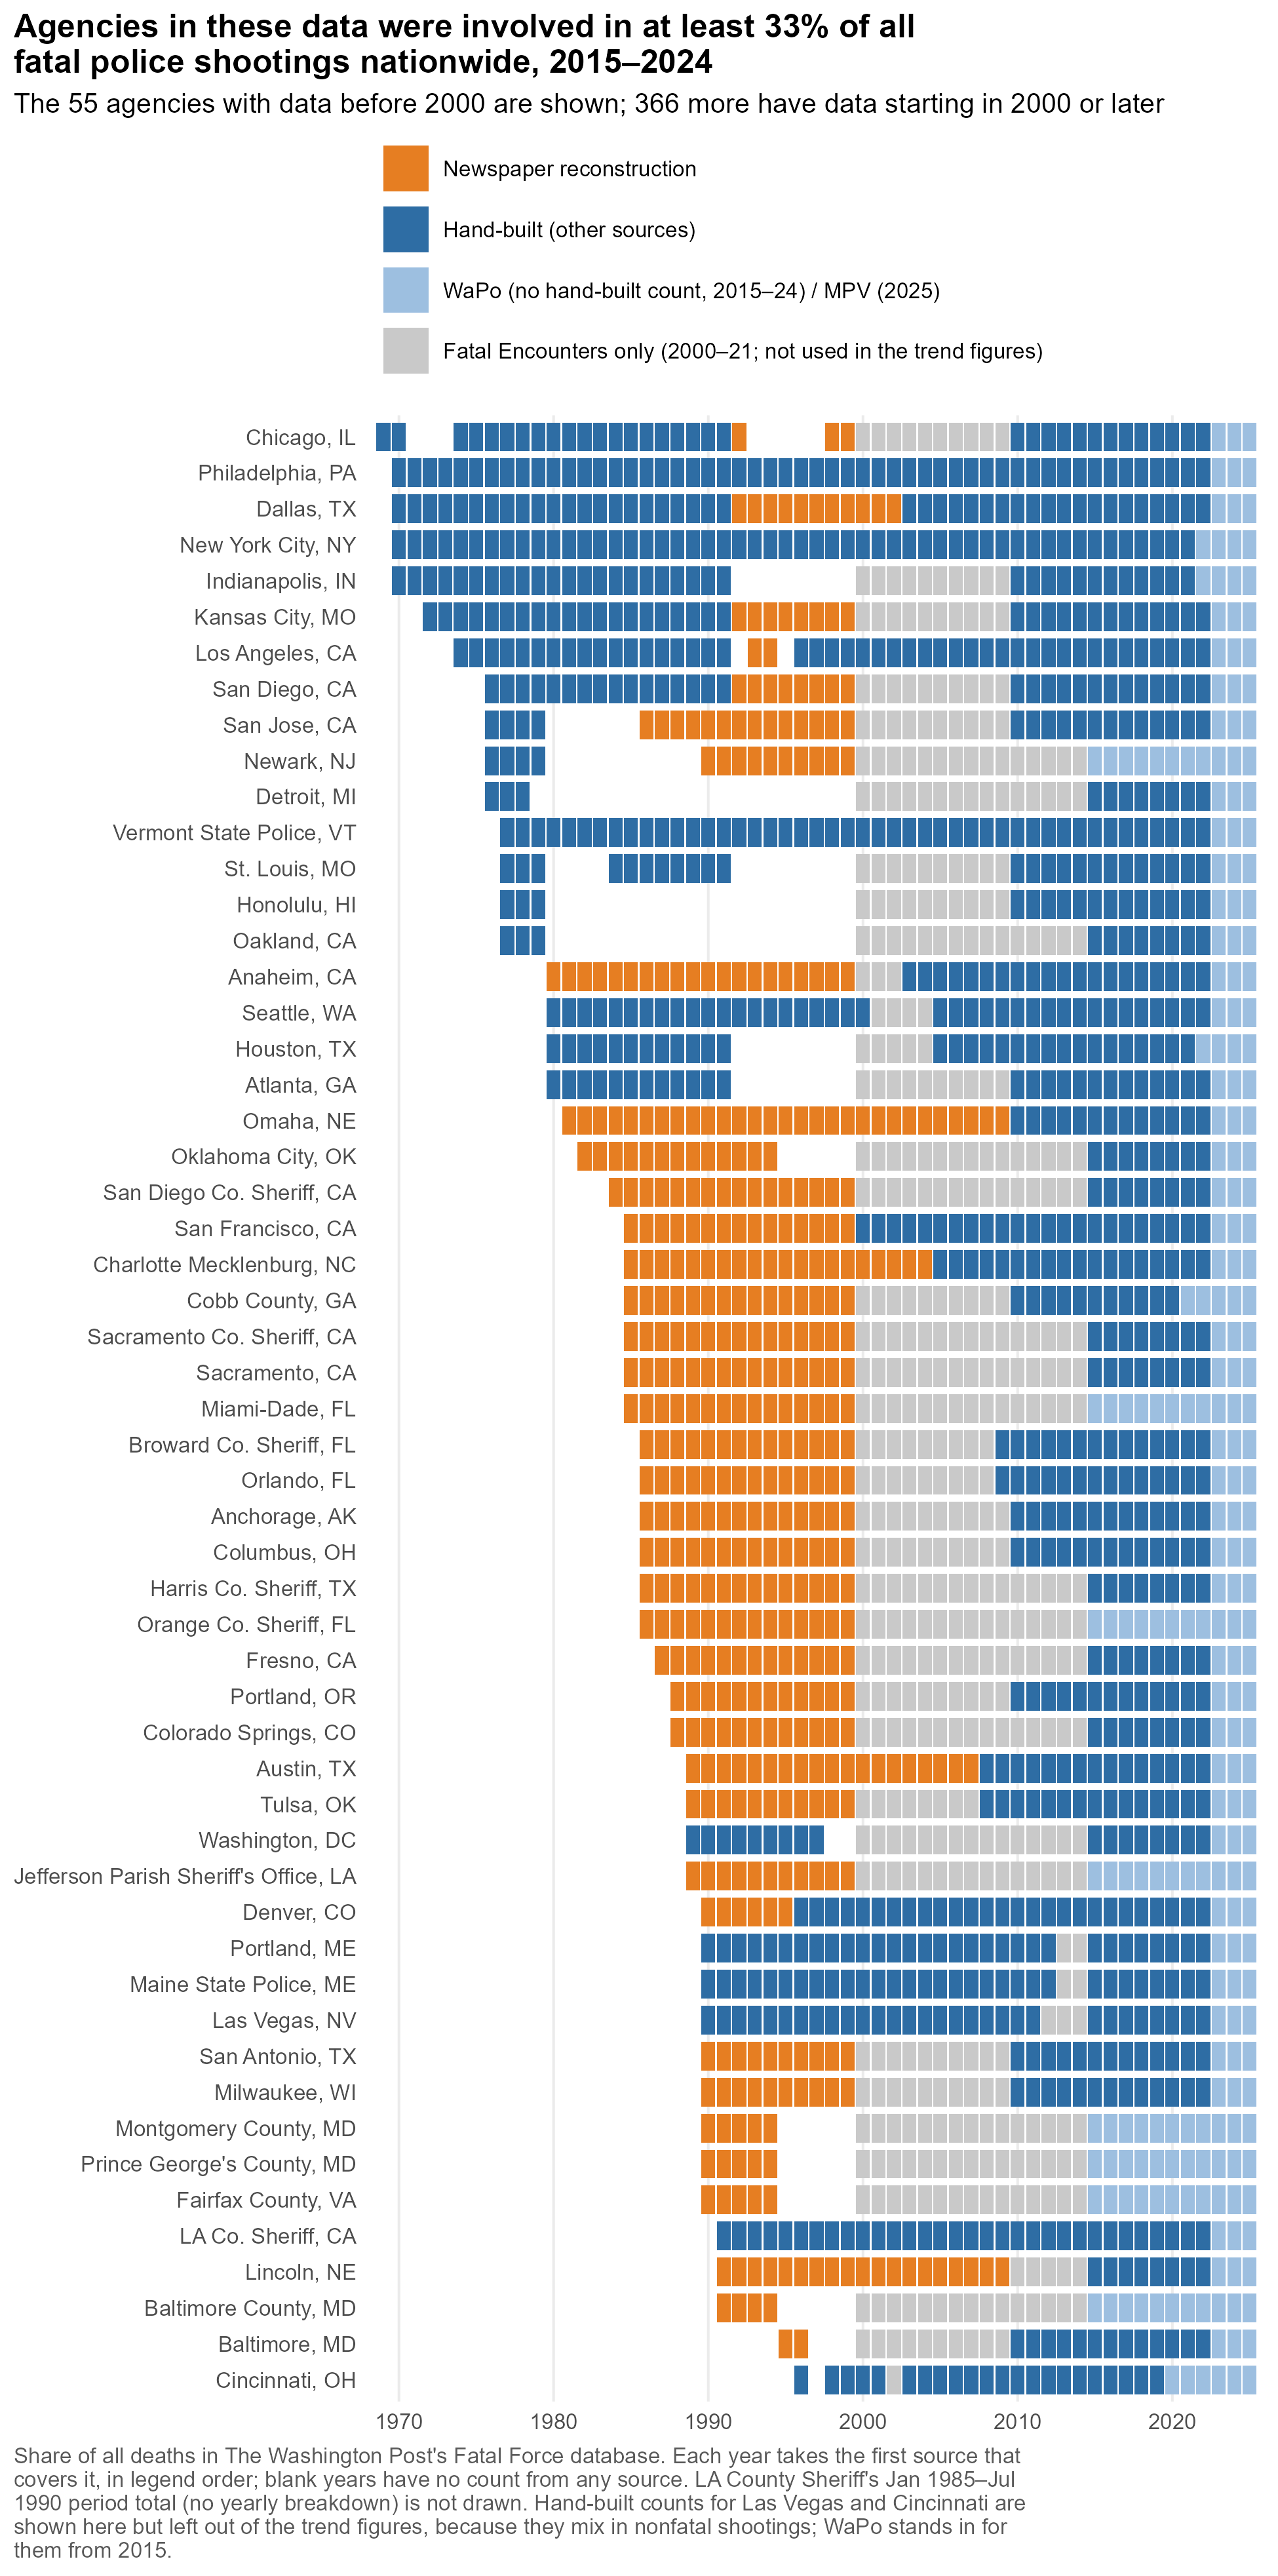 Agencies in these data were involved in at least 33% of all
fatal police shootings nationwide, 2015–2024
The 55 agencies with data before 2000 are shown; 366 more have data starting in 2000 or later
Newspaper reconstruction
Hand-built (other sources)
WaPo (no hand-built count, 2015–24) / MPV (2025)
Fatal Encounters only (2000–21; not used in the trend figures)
Chicago, IL
Philadelphia, PA
Dallas, TX
New York City, NY
Indianapolis, IN
Kansas City, MO
Los Angeles, CA
San Diego, CA
San Jose, CA
Newark, NJ
Detroit, MI
Vermont State Police, VT
St. Louis, MO
Honolulu, HI
Oakland, CA
Anaheim, CA
Seattle, WA
Houston, TX
Atlanta, GA
Omaha, NE
Oklahoma City, OK
San Diego Co. Sheriff, CA
San Francisco, CA
Charlotte Mecklenburg, NC
Cobb County, GA
Sacramento Co. Sheriff, CA
Sacramento, CA
Miami-Dade, FL
Broward Co. Sheriff, FL
Orlando, FL
Anchorage, AK
Columbus, OH
Harris Co. Sheriff, TX
Orange Co. Sheriff, FL
Fresno, CA
Portland, OR
Colorado Springs, CO
Austin, TX
Tulsa, OK
Washington, DC
Jefferson Parish Sheriff's Office, LA
Denver, CO
Portland, ME
Maine State Police, ME
Las Vegas, NV
San Antonio, TX
Milwaukee, WI
Montgomery County, MD
Prince George's County, MD
Fairfax County, VA
LA Co. Sheriff, CA
Lincoln, NE
Baltimore County, MD
Baltimore, MD
Cincinnati, OH
1970 1980 1990 2000 2010 2020
Share of all deaths in The Washington Post's Fatal Force database. Each year takes the first source that
covers it, in legend order; blank years have no count from any source. LA County Sheriff's Jan 1985–Jul
1990 period total (no yearly breakdown) is not drawn. Hand-built counts for Las Vegas and Cincinnati are
shown here but left out of the trend figures, because they mix in nonfatal shootings; WaPo stands in for
them from 2015.